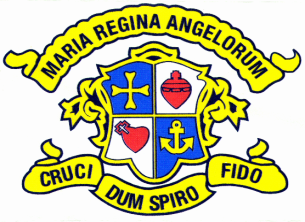 MARIA REGINA ANGELORUM
CRUCI
DUM SPIRO
FIDO